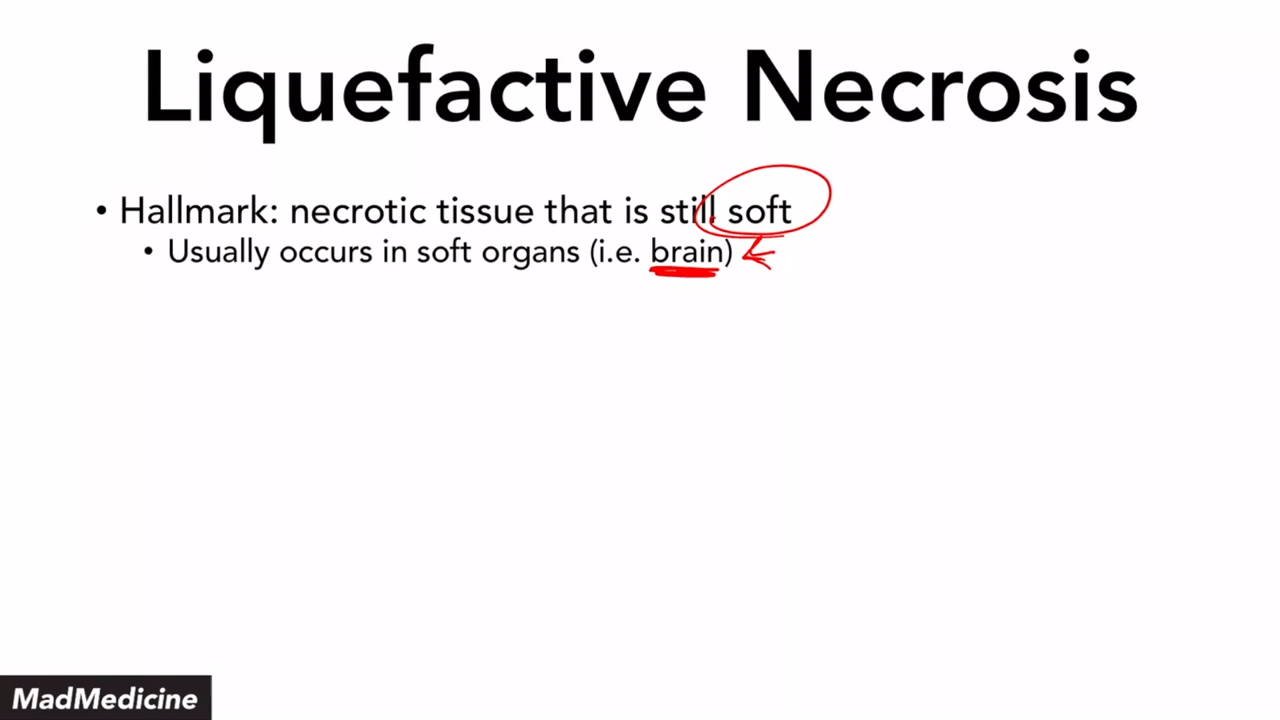 Liquefactive Necrosis
• Hallmark: necrotic tissue that is still soft
• Usually occurs in soft organs (i.e. brain)
MadMedicine